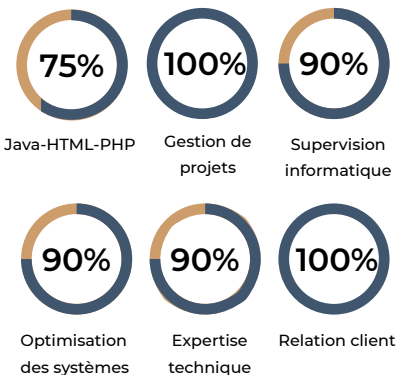 75%
100%
90%
Java-HTML-PHP
Gestion de
projets
Supervision
informatique
90%
90%
100%
Optimisation
des systèmes
Expertise
technique
Relation client